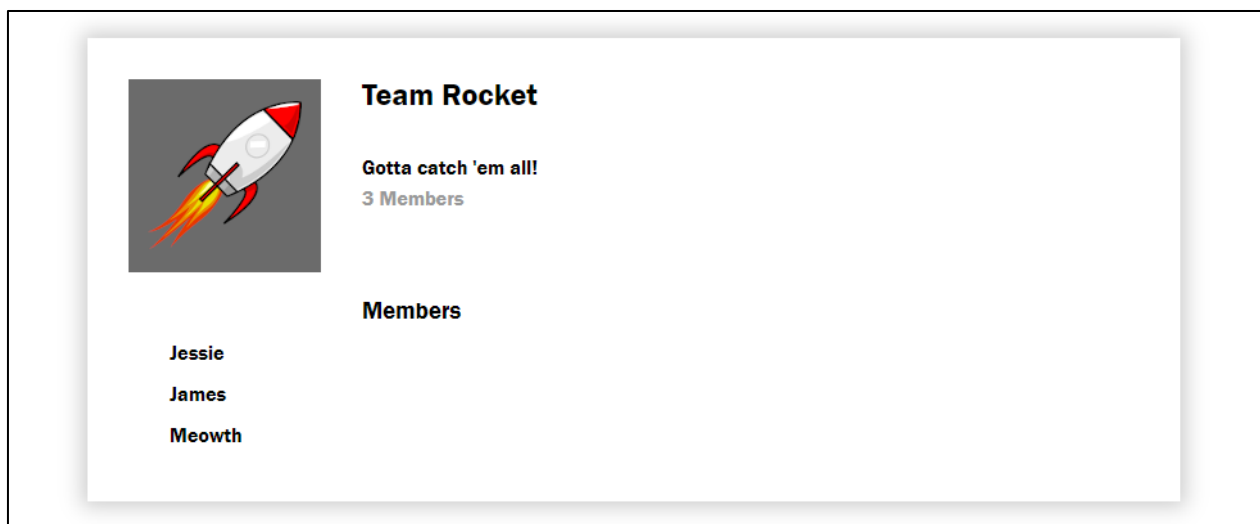 Team Rocket
Gotta catch 'em all!
3 Members
Members
Jessie
James
Meowth